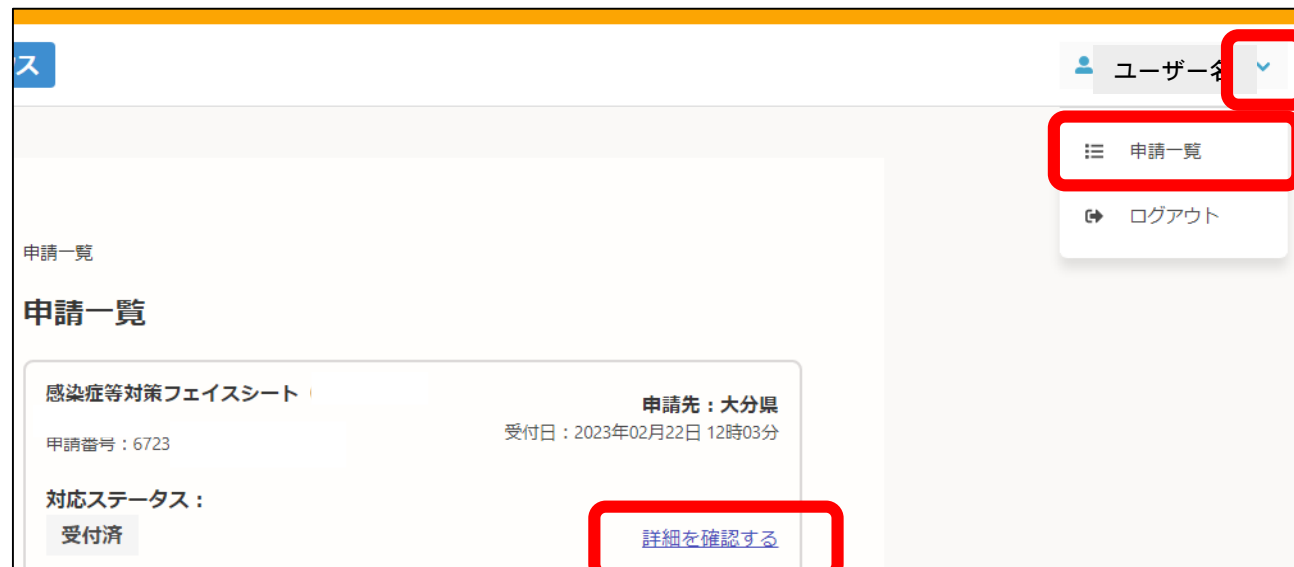 ス
ユーザー名
申請一覧
ログアウト
申請一覧
申請一覧
感染症等対策フェイスシート
申請先：大分県
申請番号：6723
受付日：2023年02月22日 12時03分
対応ステータス：
受付済
詳細を確認する